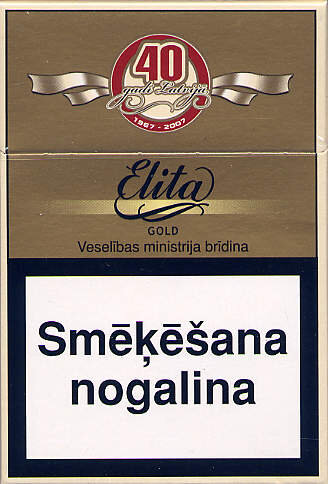 40
gadi Latvijā
1967 - 2007
Elita
GOLD
Veselības ministrija brīdina
Smēķēšana
nogalina